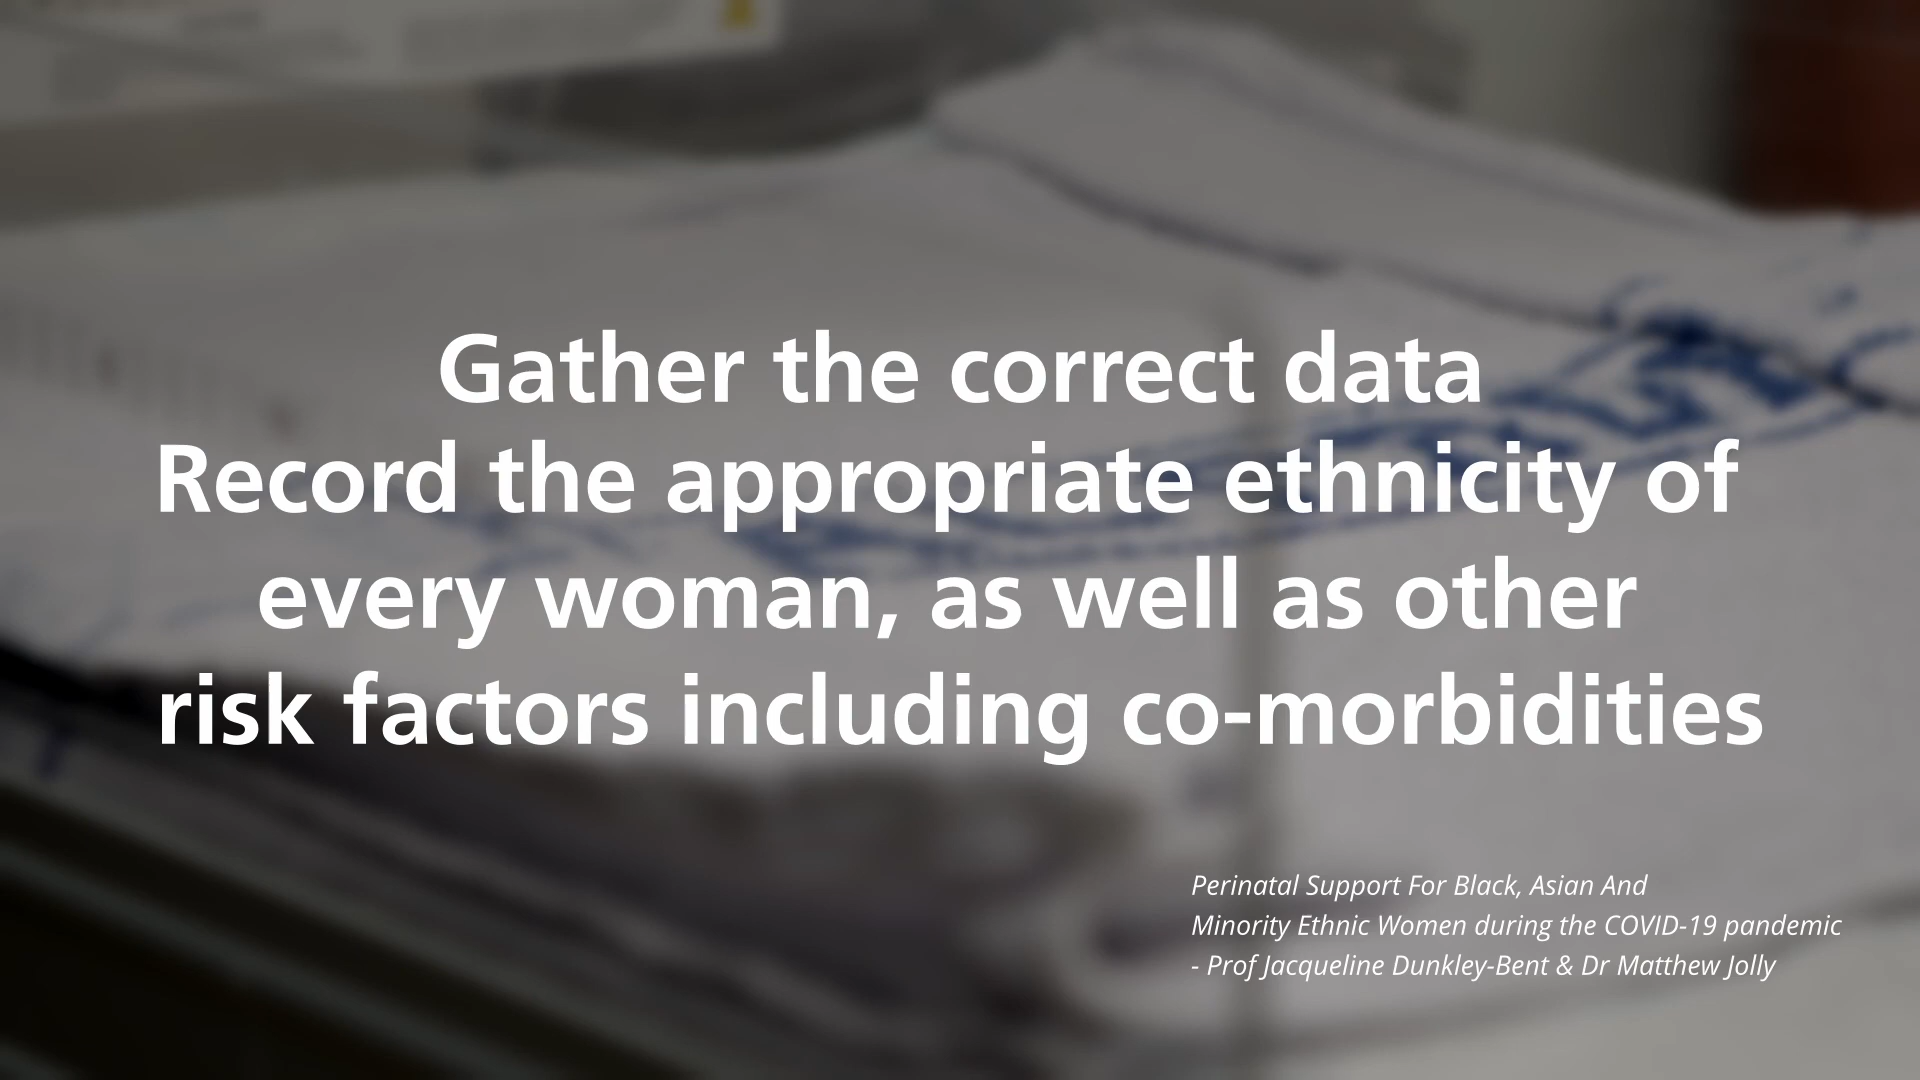 Gather the correct data
Record the appropriate ethnicity of
every woman, as well as other
risk factors including co-morbidities
Perinatal Support For Black, Asian And
Minority Ethnic Women during the COVID-19 pandemic
- Prof Jacqueline Dunkley-Bent & Dr Matthew Jolly